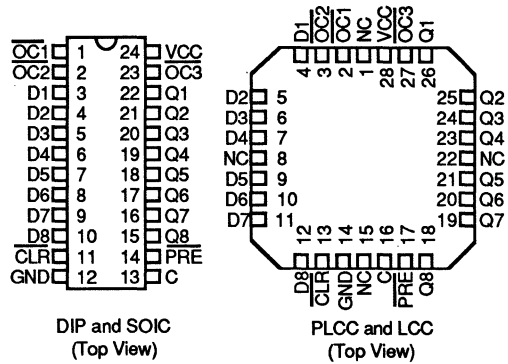 OC1 1 24 VCC
OC2 2 23 OC3
D1 3 22 Q1
D2 4 21 Q2
D3 5 20 Q3
D4 6 19 Q4
D5 7 18 Q5
D6 8 17 Q6
D7 9 16 Q7
D8 10 15 Q8
CLR 11 14 PRE
GND 12 13 C
DIP and SOIC
(Top View)
D1 OC2 OC1 NC VCC OC3 Q1
4 3 2 1 28 27 26
D2 5 25 Q2
D3 6 24 Q3
D4 7 23 Q4
NC 8 22 NC
D5 9 21 Q5
D6 10 20 Q6
D7 11 19 Q7
12 13 14 15 16 17 18
D8 CLR GND NC C PRE Q8
PLCC and LCC
(Top View)